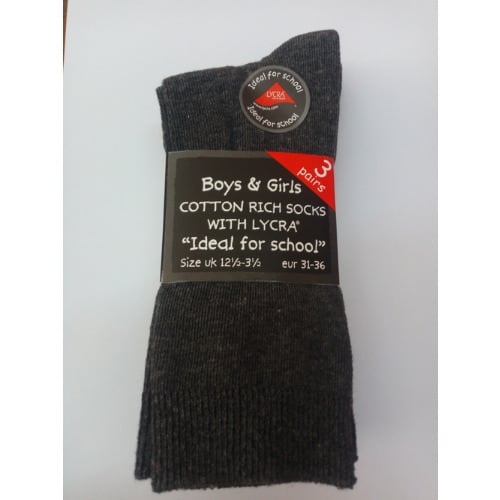 Ideal for school
LYCRA
Ideal for school
3
pairs
Boys & Girls
COTTON RICH SOCKS
WITH LYCRA®
"Ideal for school"
Size uk 12½-3½ eur 31-36